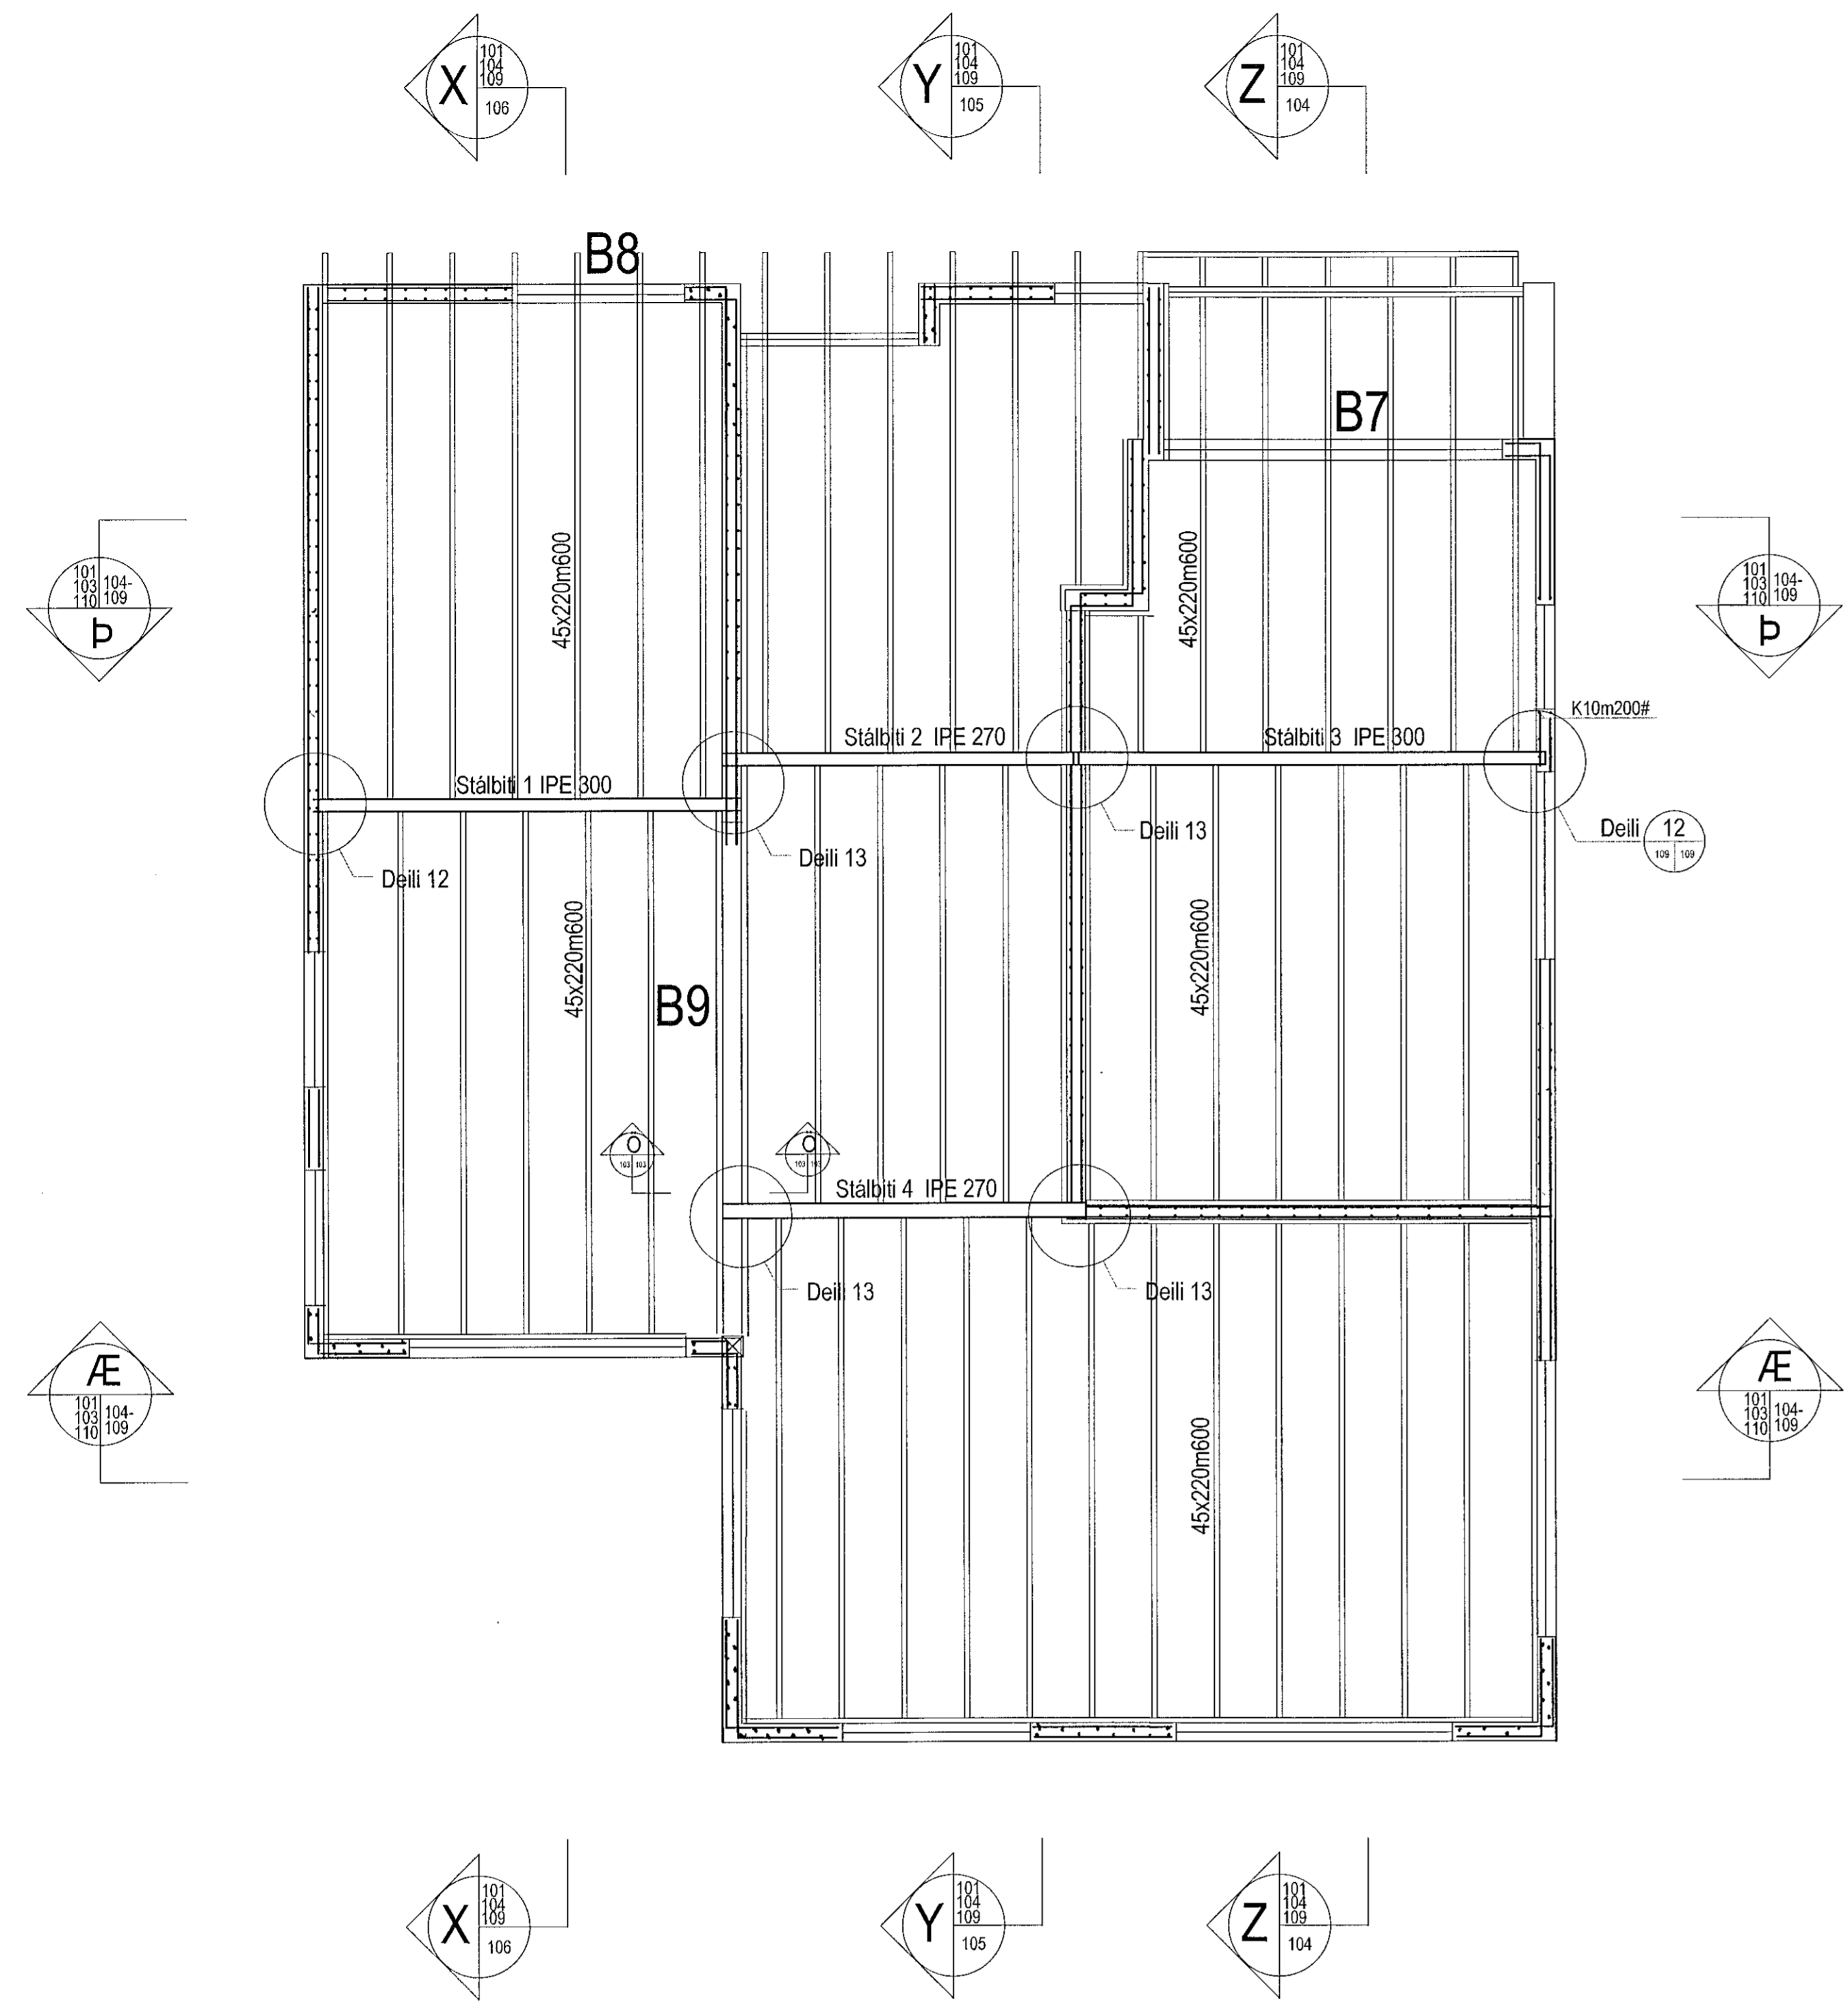 X
101
104
109
106
Y
101
104
109
105
Z
101
104
109
104
B8
B7
45x220m600
45x220m600
101
103
110
104-
109
Þ
101
103
110
104-
109
Þ
K10m200#
Stálbiti 2 IPE 270
Stálbiti 3 IPE 300
Stálbiti 1 IPE 300
Deili 13
Deili 13
Deili 12
109
109
Deili 12
45x220m600
45x220m600
B9
Ö
103
103
Ö
103
103
Stálbiti 4 IPE 270
Deili 13
Deili 13
Æ
101
103
110
104-
109
Æ
101
103
110
104-
109
45x220m600
X
101
104
109
106
Y
101
104
109
105
Z
101
104
109
104